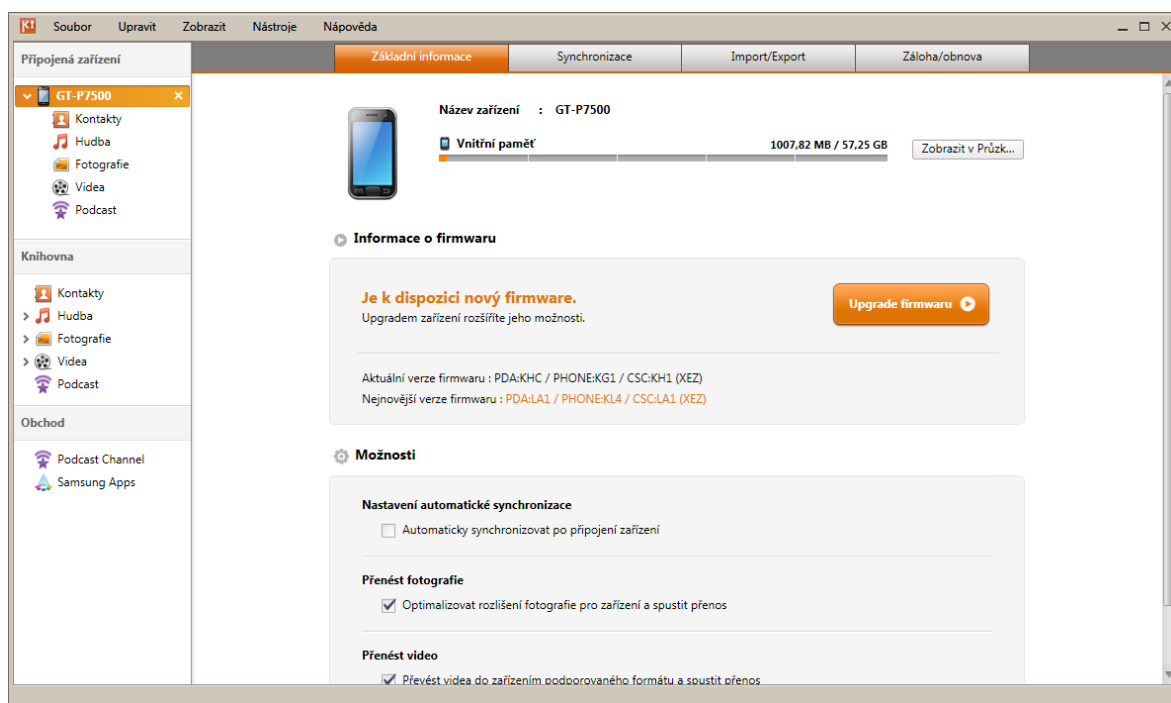 Soubor Upravit Zobrazit Nástroje Nápověda
Připojená zařízení
GT-P7500
Kontakty
Hudba
Fotografie
Videa
Podcast
Knihovna
Kontakty
Hudba
Fotografie
Videa
Podcast
Obchod
Podcast Channel
Samsung Apps
Základní informace Synchronizace Import/Export Záloha/obnova
Název zařízení : GT-P7500
Vnitřní paměť 1007,82 MB / 57,25 GB Zobrazit v Průzk...
Informace o firmwaru
Je k dispozici nový firmware.
Upgradem zařízení rozšíříte jeho možnosti.
Upgrade firmwaru
Aktuální verze firmwaru : PDA:KHC / PHONE:KG1 / CSC:KH1 (XEZ)
Nejnovější verze firmwaru : PDA:LA1 / PHONE:KL4 / CSC:LA1 (XEZ)
Možnosti
Nastavení automatické synchronizace
Automaticky synchronizovat po připojení zařízení
Přenést fotografie
Optimalizovat rozlišení fotografie pro zařízení a spustit přenos
Přenést video
Převést videa do zařízením podporovaného formátu a spustit přenos